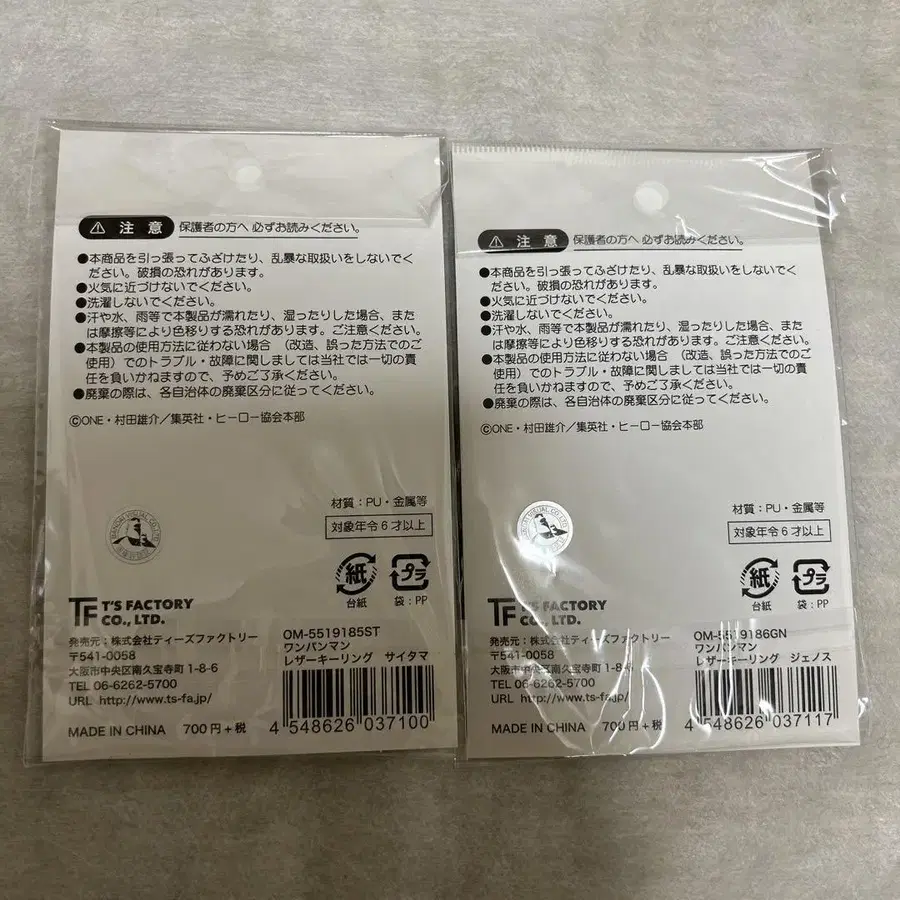 注意 保護者の方へ 必ずお読みください。
●本商品を引っ張ってふざけたり、乱暴な取扱いをしないでく
ださい。破損の恐れがあります。
●火気に近づけないでください。
●洗濯しないでください。
●汗や水、雨等で本製品が濡れたり、湿ったりした場合、また
は摩擦等により色移りする恐れがあります。ご注意ください。
●本製品の使用方法に従わない場合 (改造、誤った方法でのご
使用)でのトラブル・故障に関しましては当社では一切の責
任を負いかねますので、予めご了承ください。
●廃棄の際は、各自治体の廃棄区分に従ってください。
©ONE・村田雄介／集英社・ヒーロー協会本部
材質:PU・金属等
対象年令6才以上
紙
台紙
プラ
袋:PP
TF T'S FACTORY
CO., LTD.
発売元:株式会社ティーズファクトリー
〒541-0058
大阪市中央区南久宝寺町1-8-6
TEL 06-6262-5700
URL http://www.ts-fa.jp/
MADE IN CHINA 700円+税
OM-5519185ST
ワンパンマン
レザーキーリング サイタマ
4 548626 037100
注意 保護者の方へ 必ずお読みください。
●本商品を引っ張ってふざけたり、乱暴な取扱いをしないでく
ださい。破損の恐れがあります。
●火気に近づけないでください。
●洗濯しないでください。
●汗や水、雨等で本製品が濡れたり、湿ったりした場合、また
は摩擦等により色移りする恐れがあります。ご注意ください。
●本製品の使用方法に従わない場合 (改造、誤った方法でのご
使用)でのトラブル・故障に関しましては当社では一切の責
任を負いかねますので、予めご了承ください。
●廃棄の際は、各自治体の廃棄区分に従ってください。
©ONE・村田雄介／集英社・ヒーロー協会本部
材質:PU・金属等
対象年令6才以上
紙
台紙
プラ
袋:PP
TF T'S FACTORY
CO., LTD.
発売元:株式会社ティーズファクトリー
〒541-0058
大阪市中央区南久宝寺町1-8-6
TEL 06-6262-5700
URL http://www.ts-fa.jp/
MADE IN CHINA 700円+税
OM-5519186GN
ワンパンマン
レザーキーリング ジェノス
4 548626 037117